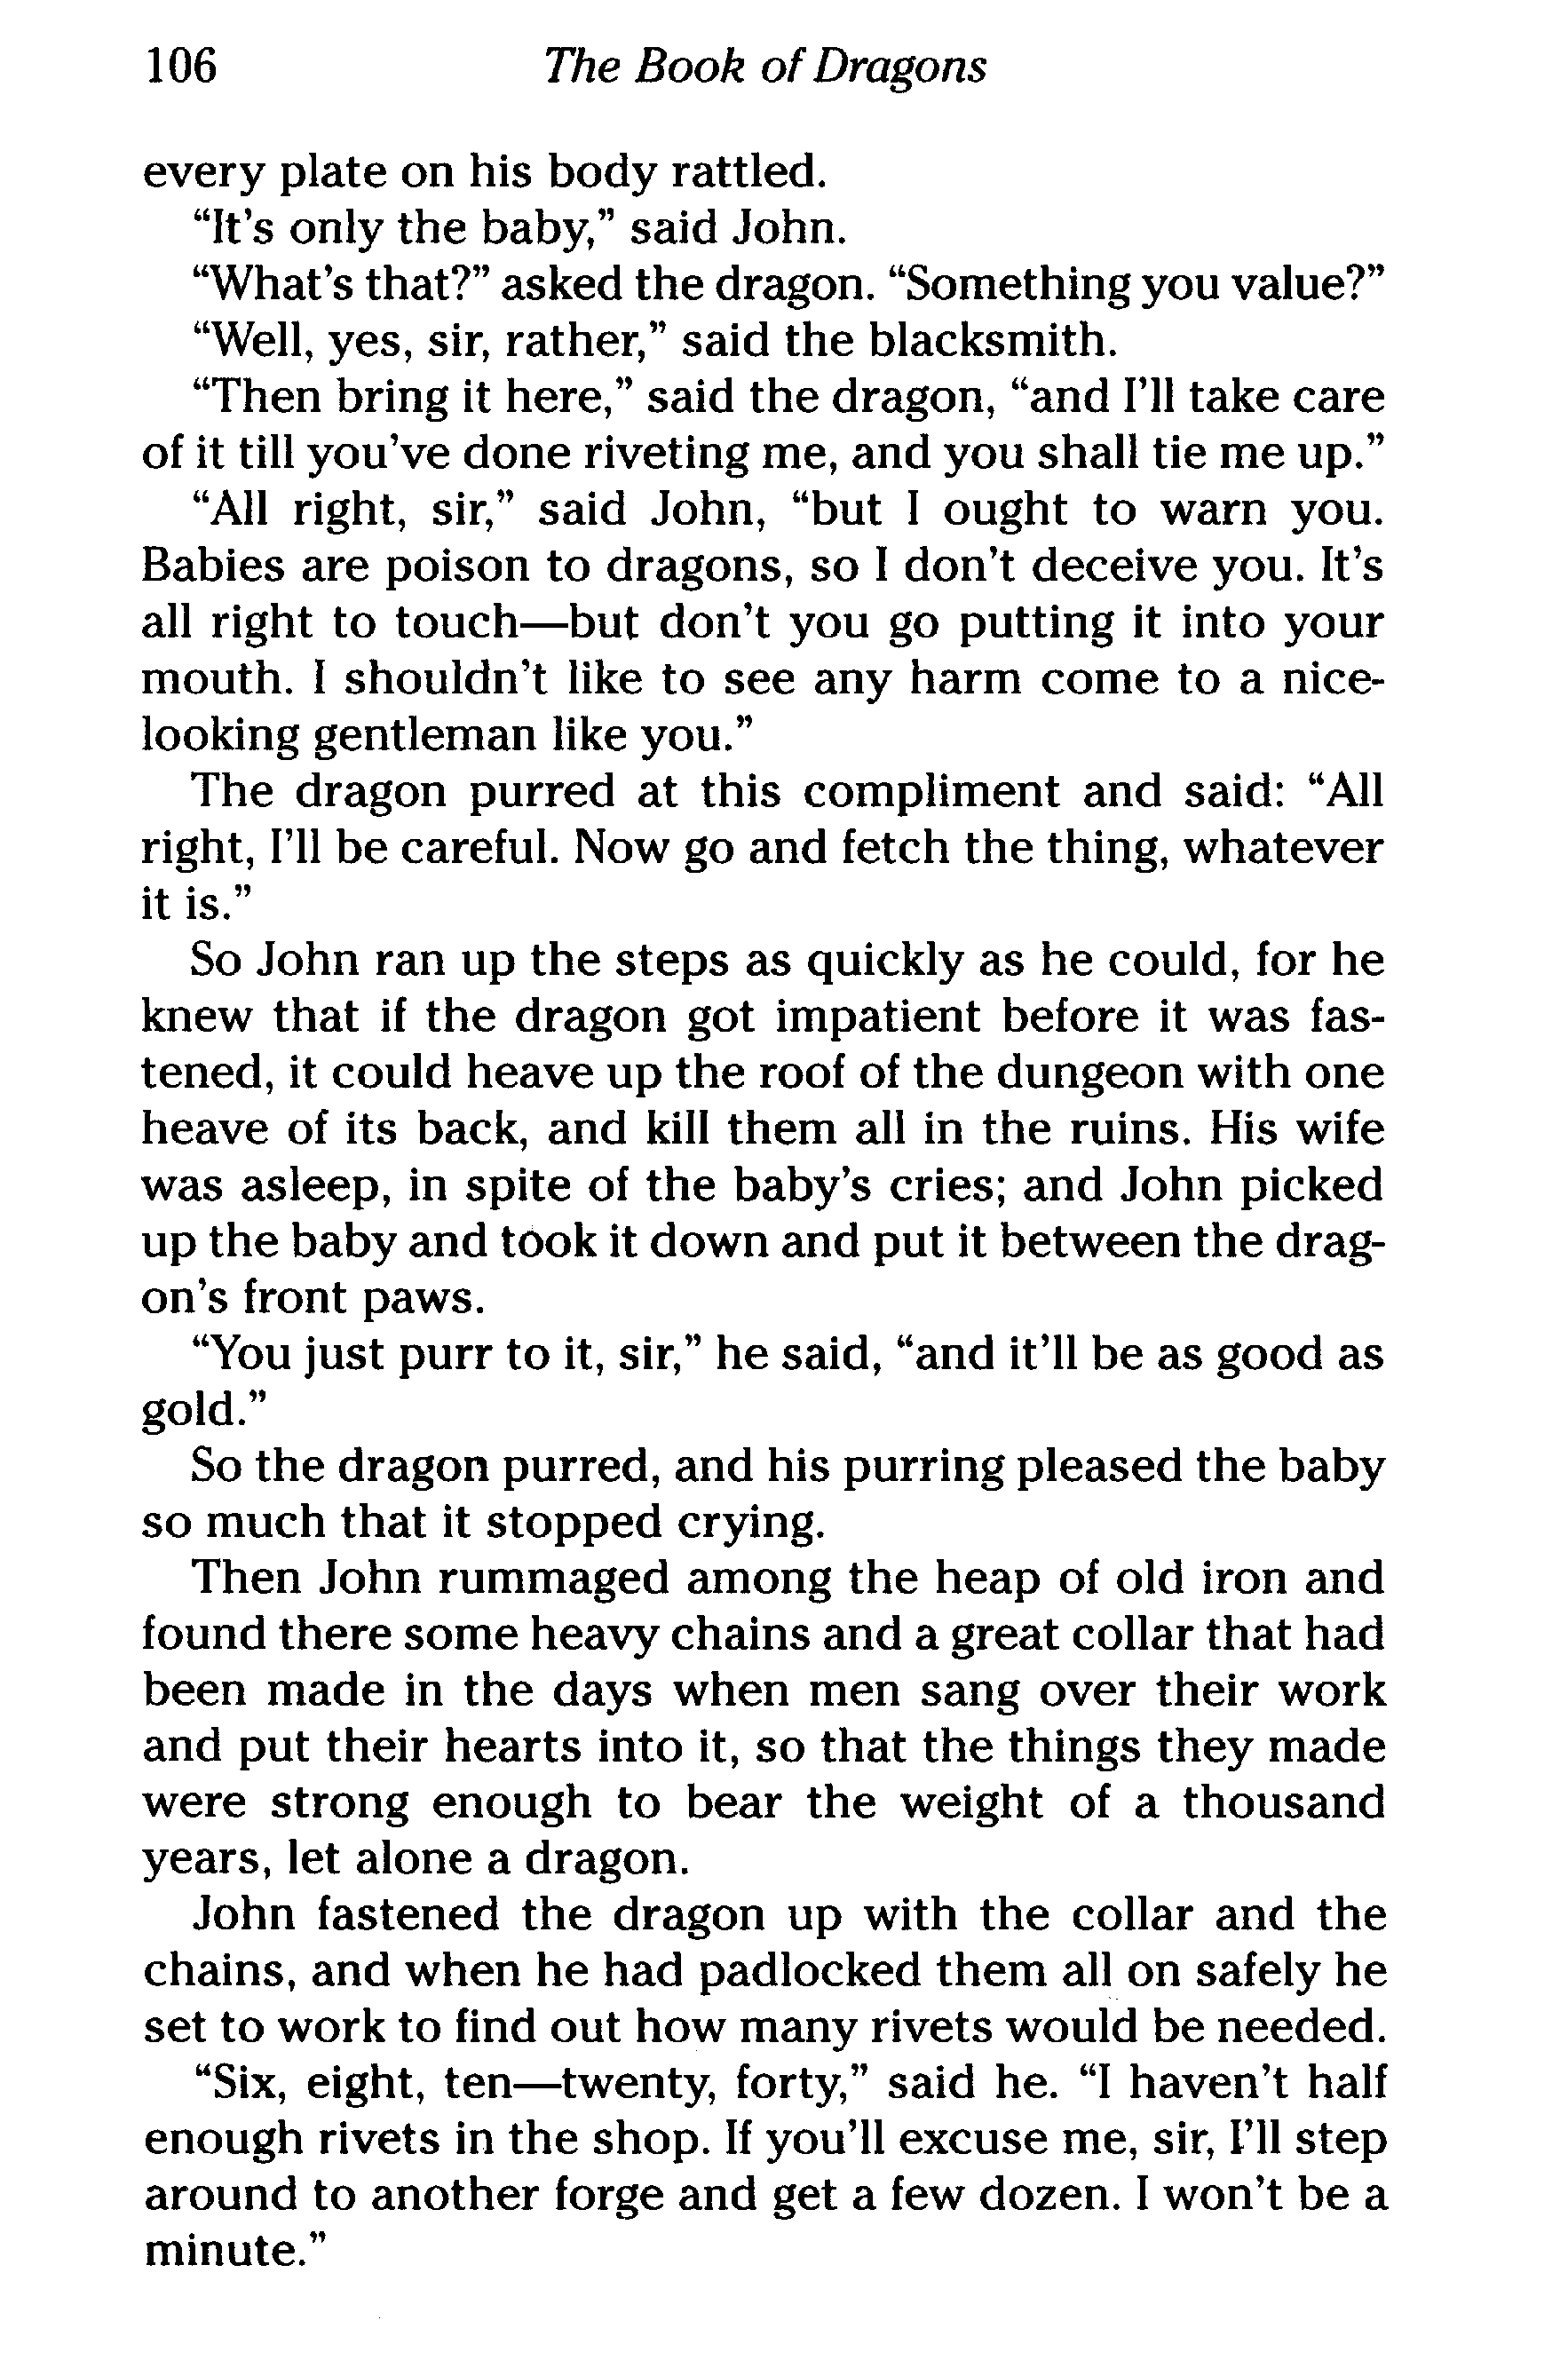 106 The Book of Dragons
every plate on his body rattled.
“It’s only the baby,” said John.
“What’s that?” asked the dragon. “Something you value?”
“Well, yes, sir, rather,” said the blacksmith.
“Then bring it here,” said the dragon, “and I’ll take care
of it till you’ve done riveting me, and you shall tie me up.”
“All right, sir,” said John, “but I ought to warn you.
Babies are poison to dragons, so I don’t deceive you. It’s
all right to touch—but don’t you go putting it into your
mouth. I shouldn’t like to see any harm come to a nice-
looking gentleman like you.”
The dragon purred at this compliment and said: “All
right, I’ll be careful. Now go and fetch the thing, whatever
it is.”
So John ran up the steps as quickly as he could, for he
knew that if the dragon got impatient before it was fas-
tened, it could heave up the roof of the dungeon with one
heave of its back, and kill them all in the ruins. His wife
was asleep, in spite of the baby’s cries; and John picked
up the baby and took it down and put it between the drag-
on’s front paws.
“You just purr to it, sir,” he said, “and it’ll be as good as
gold.”
So the dragon purred, and his purring pleased the baby
so much that it stopped crying.
Then John rummaged among the heap of old iron and
found there some heavy chains and a great collar that had
been made in the days when men sang over their work
and put their hearts into it, so that the things they made
were strong enough to bear the weight of a thousand
years, let alone a dragon.
John fastened the dragon up with the collar and the
chains, and when he had padlocked them all on safely he
set to work to find out how many rivets would be needed.
“Six, eight, ten—twenty, forty,” said he. “I haven’t half
enough rivets in the shop. If you’ll excuse me, sir, I’ll step
around to another forge and get a few dozen. I won’t be a
minute.”